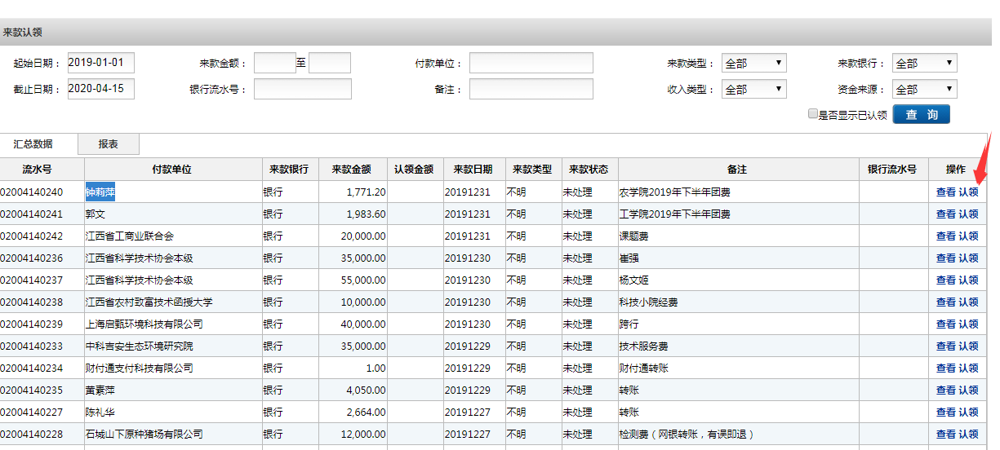 来款认领
起始日期： 2019-01-01 来款金额： 至 付款单位： 来款类型： 全部 来款银行： 全部
截止日期： 2020-04-15 银行流水号： 备注： 收入类型： 全部 资金来源： 全部
是否显示已认领 查 询
汇总数据 报表
流水号 付款单位 来款银行 来款金额 认领金额 来款日期 来款类型 来款状态 备注 银行流水号 操作
02004140240 钟莉萍 银行 1,771.20 20191231 不明 未处理 农学院2019年下半年团费 查看 认领
02004140241 郭文 银行 1,983.60 20191231 不明 未处理 工学院2019年下半年团费 查看 认领
02004140242 江西省工商业联合会 银行 20,000.00 20191231 不明 未处理 课题费 查看 认领
02004140236 江西省科学技术协会本级 银行 35,000.00 20191230 不明 未处理 崔强 查看 认领
02004140237 江西省科学技术协会本级 银行 55,000.00 20191230 不明 未处理 杨文姬 查看 认领
02004140238 江西省农村致富技术函授大学 银行 10,000.00 20191230 不明 未处理 科技小院经费 查看 认领
02004140239 上海启甄环境科技有限公司 银行 40,000.00 20191230 不明 未处理 跨行 查看 认领
02004140233 中科吉安生态环境研究院 银行 35,000.00 20191229 不明 未处理 技术服务费 查看 认领
02004140234 财付通支付科技有限公司 银行 1.00 20191229 不明 未处理 财付通转账 查看 认领
02004140235 黄素萍 银行 4,050.00 20191229 不明 未处理 转账 查看 认领
02004140227 陈礼华 银行 2,664.00 20191227 不明 未处理 转账 查看 认领
02004140228 石城山下原种猪场有限公司 银行 12,000.00 20191227 不明 未处理 检测费（网银转账，有误即退） 查看 认领